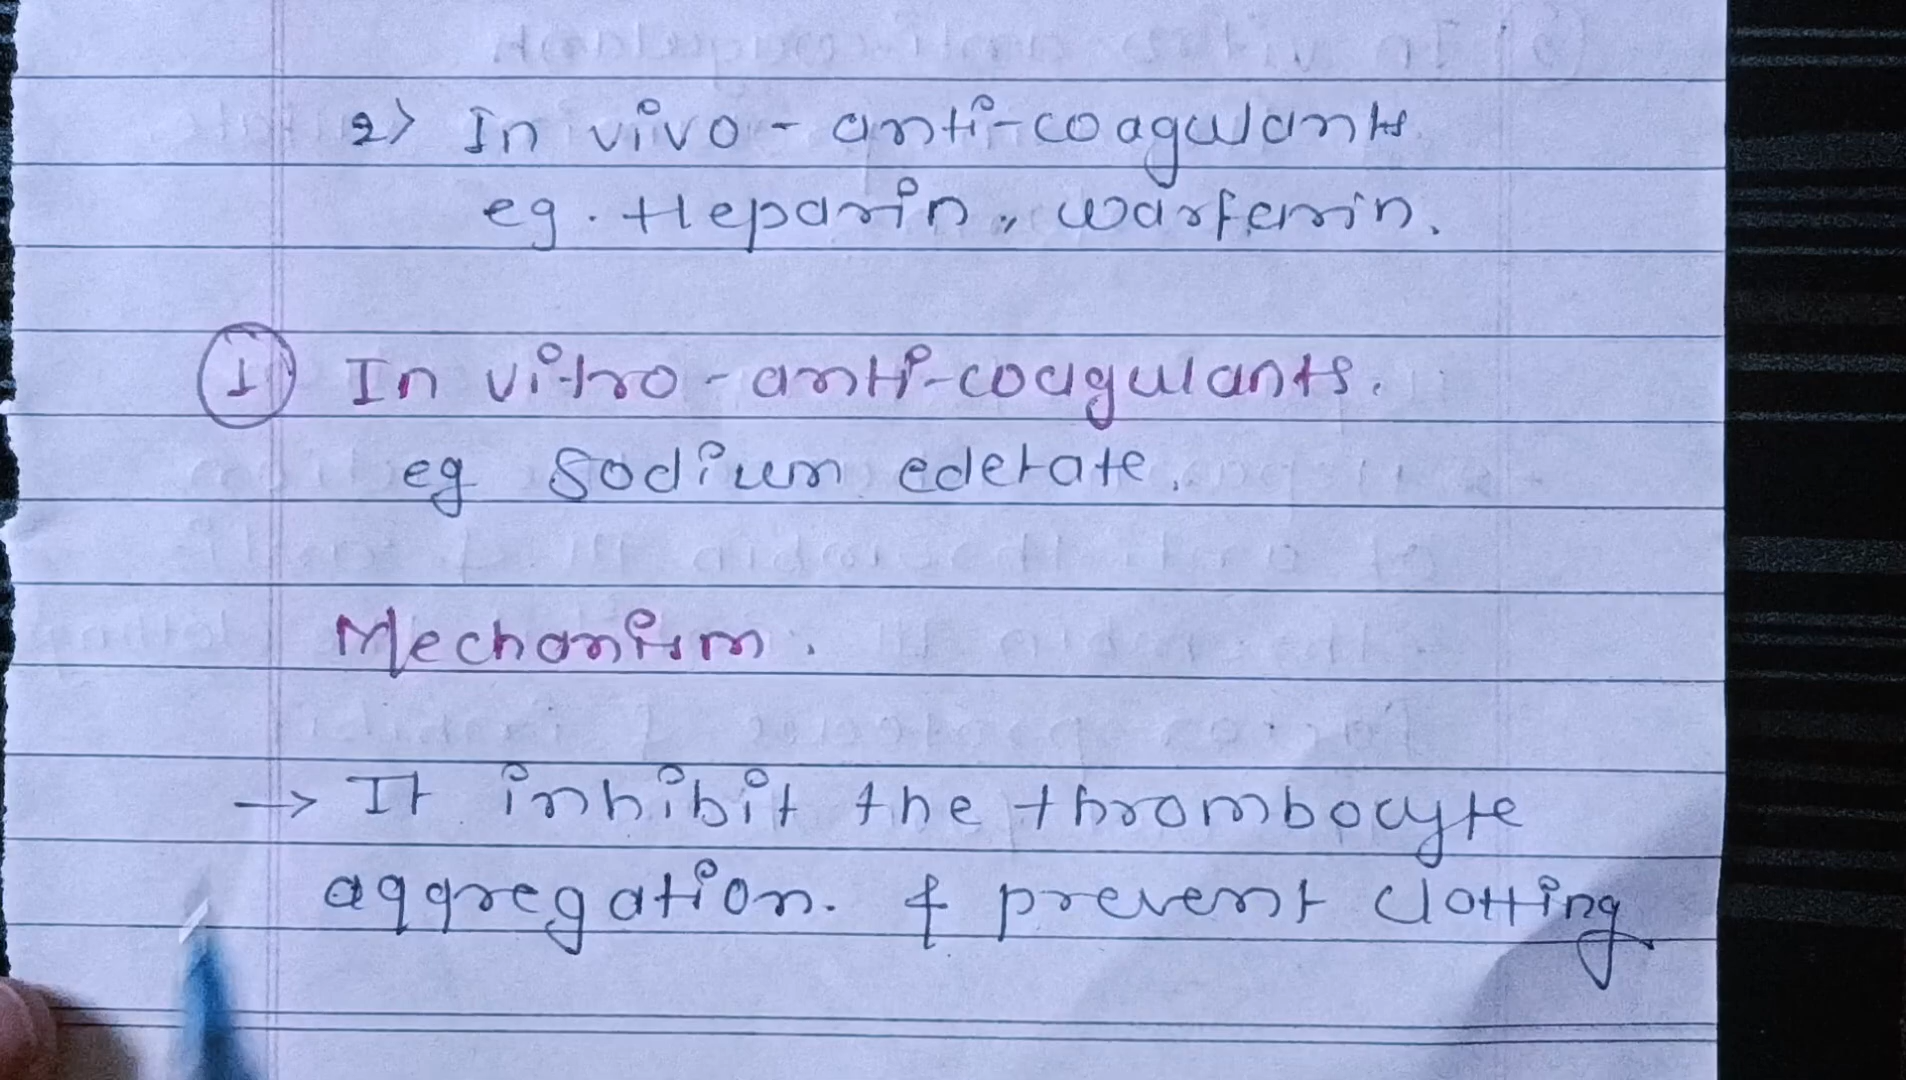 2) In vivo - anti-coagulants
eg. Heparin, warferin.
1 In vitro - anti-coagulants.
eg Sodium edetate.
Mechanism.
→ It inhibit the thrombocyte
aggregation. & prevent clotting